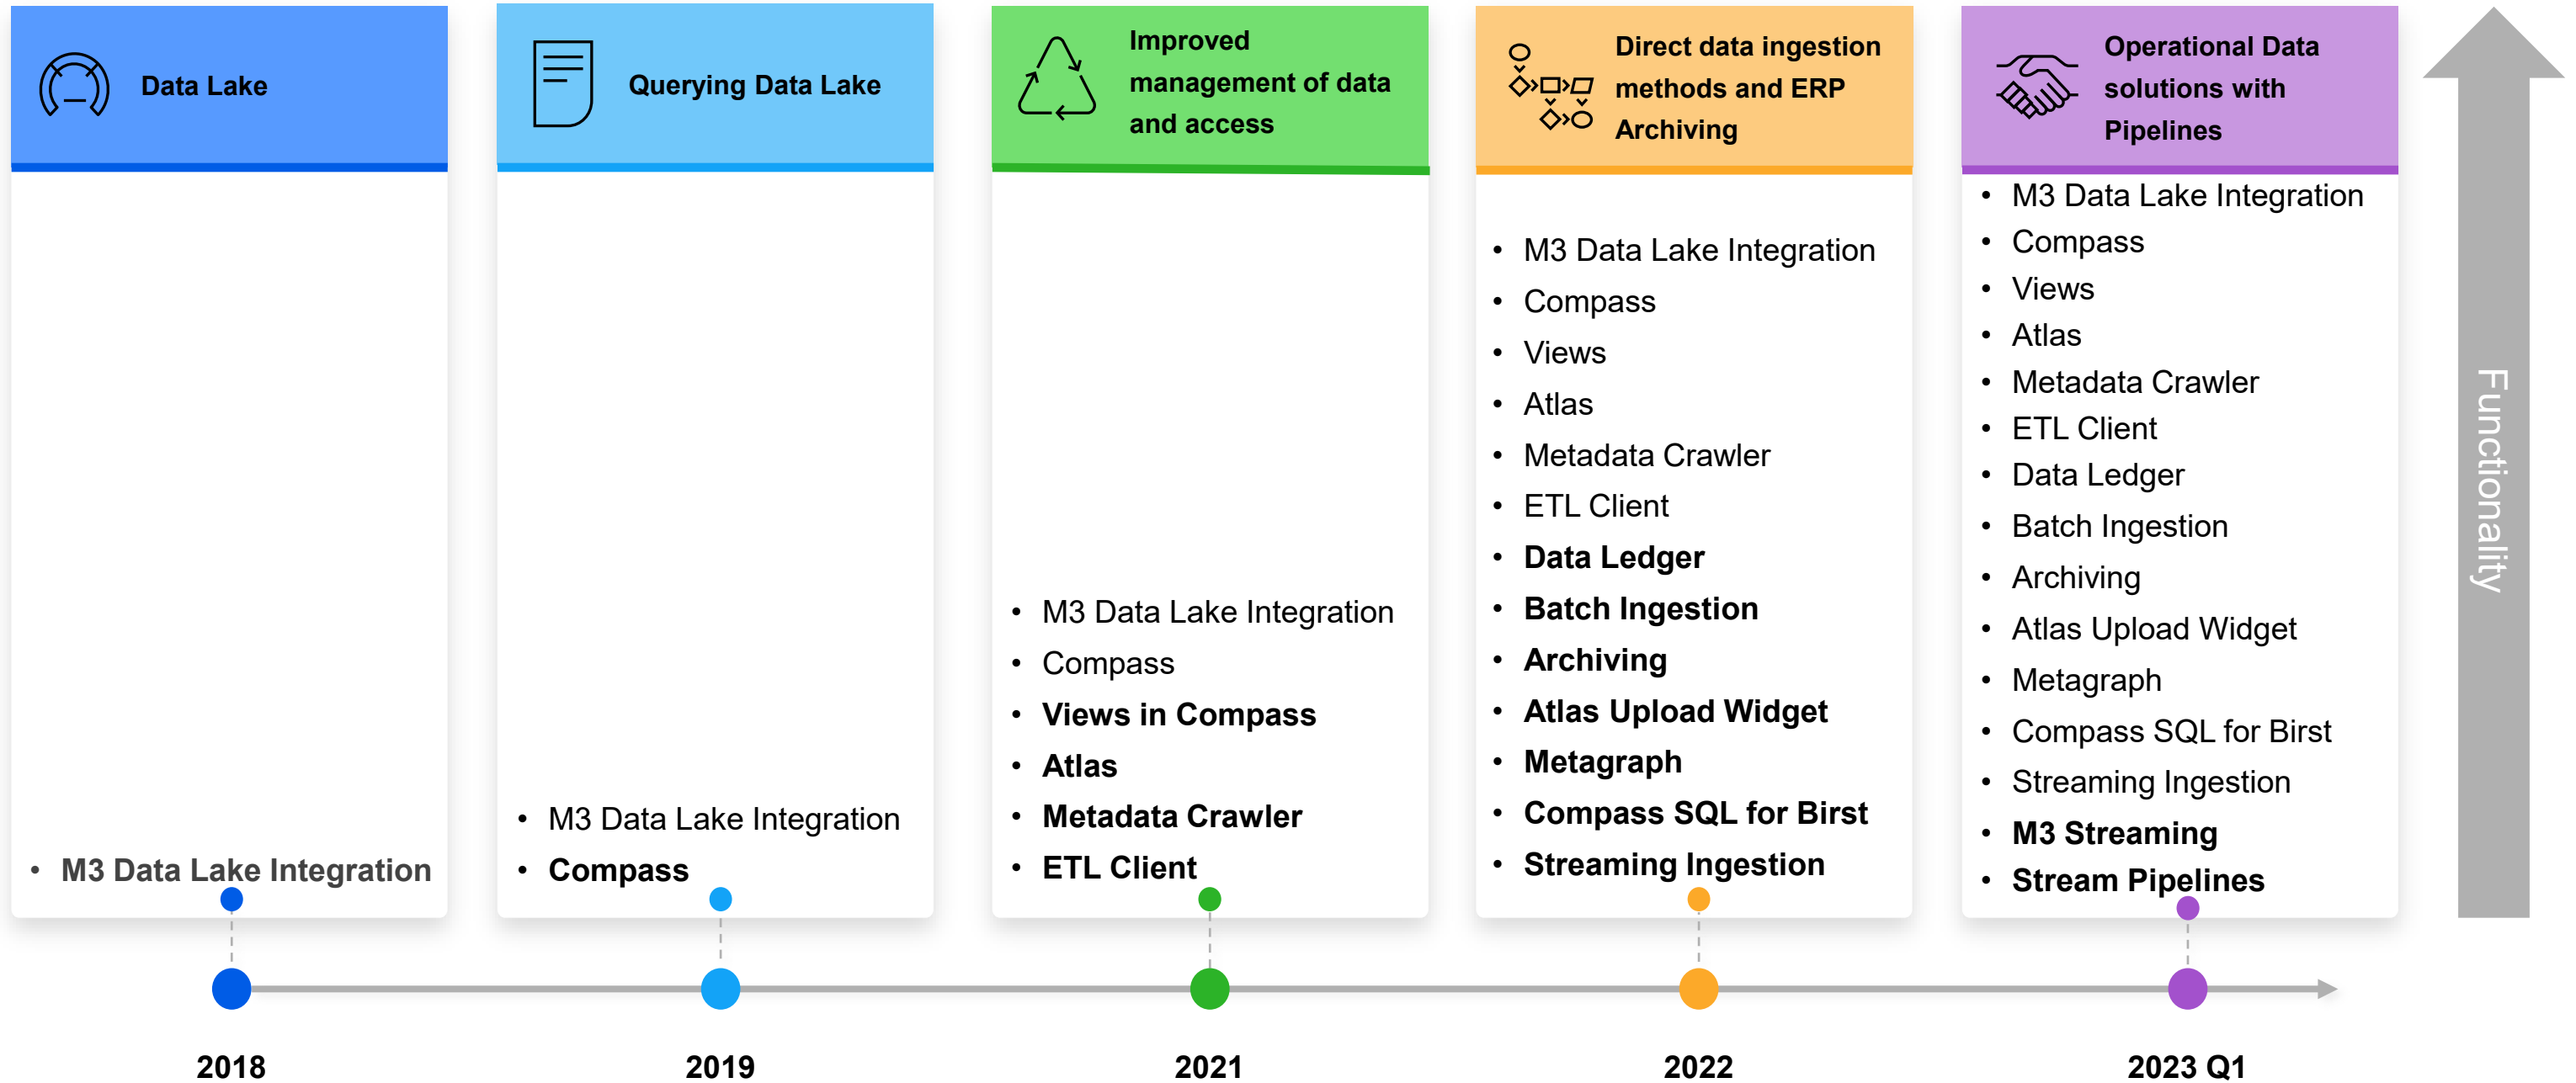 Data Lake
• M3 Data Lake Integration
2018
Querying Data Lake
• M3 Data Lake Integration
• Compass
2019
Improved
management of data
and access
• M3 Data Lake Integration
• Compass
• Views in Compass
• Atlas
• Metadata Crawler
• ETL Client
2021
Direct data ingestion
methods and ERP
Archiving
• M3 Data Lake Integration
• Compass
• Views
• Atlas
• Metadata Crawler
• ETL Client
• Data Ledger
• Batch Ingestion
• Archiving
• Atlas Upload Widget
• Metagraph
• Compass SQL for Birst
• Streaming Ingestion
2022
Operational Data
solutions with
Pipelines
• M3 Data Lake Integration
• Compass
• Views
• Atlas
• Metadata Crawler
• ETL Client
• Data Ledger
• Batch Ingestion
• Archiving
• Atlas Upload Widget
• Metagraph
• Compass SQL for Birst
• Streaming Ingestion
• M3 Streaming
• Stream Pipelines
2023 Q1
Functionality